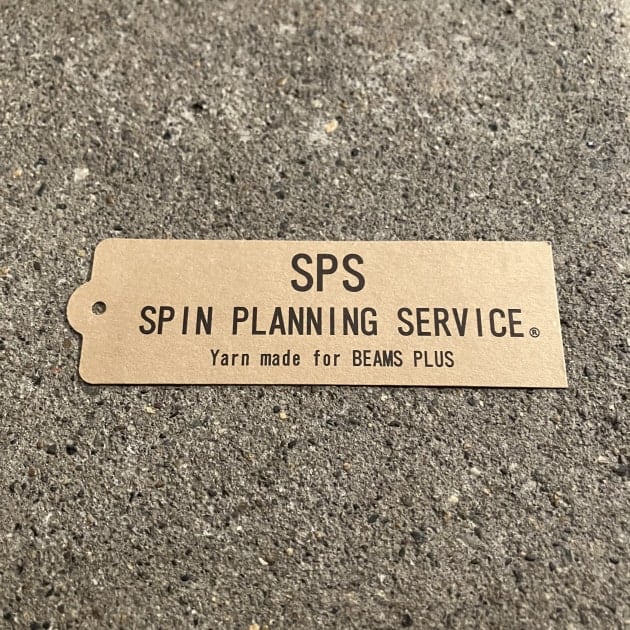 SPS
SPIN PLANNING SERVICE®
Yarn made for BEAMS PLUS